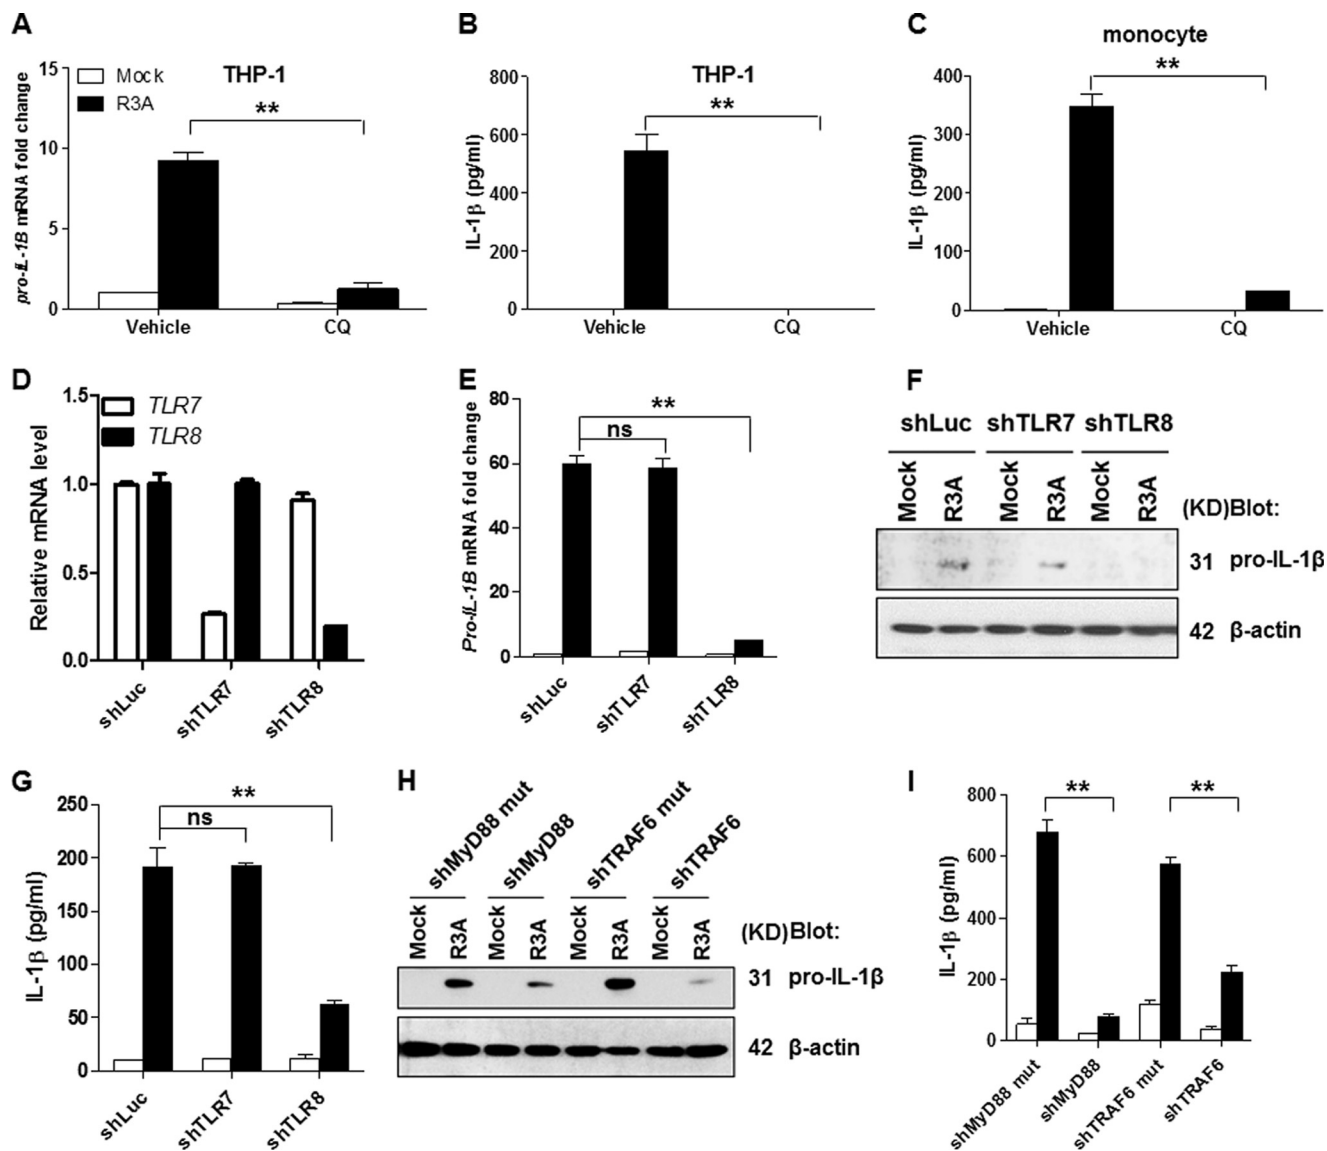 A
THP-1
Mock
R3A
**
pro-IL-1B mRNA fold change
15
10
5
0
Vehicle
CQ
B
THP-1
**
IL-1β (pg/ml)
800
600
400
200
0
Vehicle
CQ
C
monocyte
**
IL-1β (pg/ml)
400
300
200
100
0
Vehicle
CQ
D
TLR7
TLR8
Relative mRNA level
1.5
1.0
0.5
0.0
shLuc
shTLR7
shTLR8
E
**
ns
Pro-IL-1B mRNA fold change
80
60
40
20
0
shLuc
shTLR7
shTLR8
F
shLuc shTLR7 shTLR8
Mock R3A Mock R3A Mock R3A
(KD) Blot:
31 pro-IL-1β
42 β-actin
G
**
ns
IL-1β (pg/ml)
250
200
150
100
50
0
shLuc
shTLR7
shTLR8
H
shMyD88 mut
shMyD88
shTRAF6 mut
shTRAF6
Mock R3A Mock R3A Mock R3A Mock R3A
(KD) Blot:
31 pro-IL-1β
42 β-actin
I
** **
IL-1β (pg/ml)
800
600
400
200
0
shMyD88 mut
shMyD88
shTRAF6 mut
shTRAF6